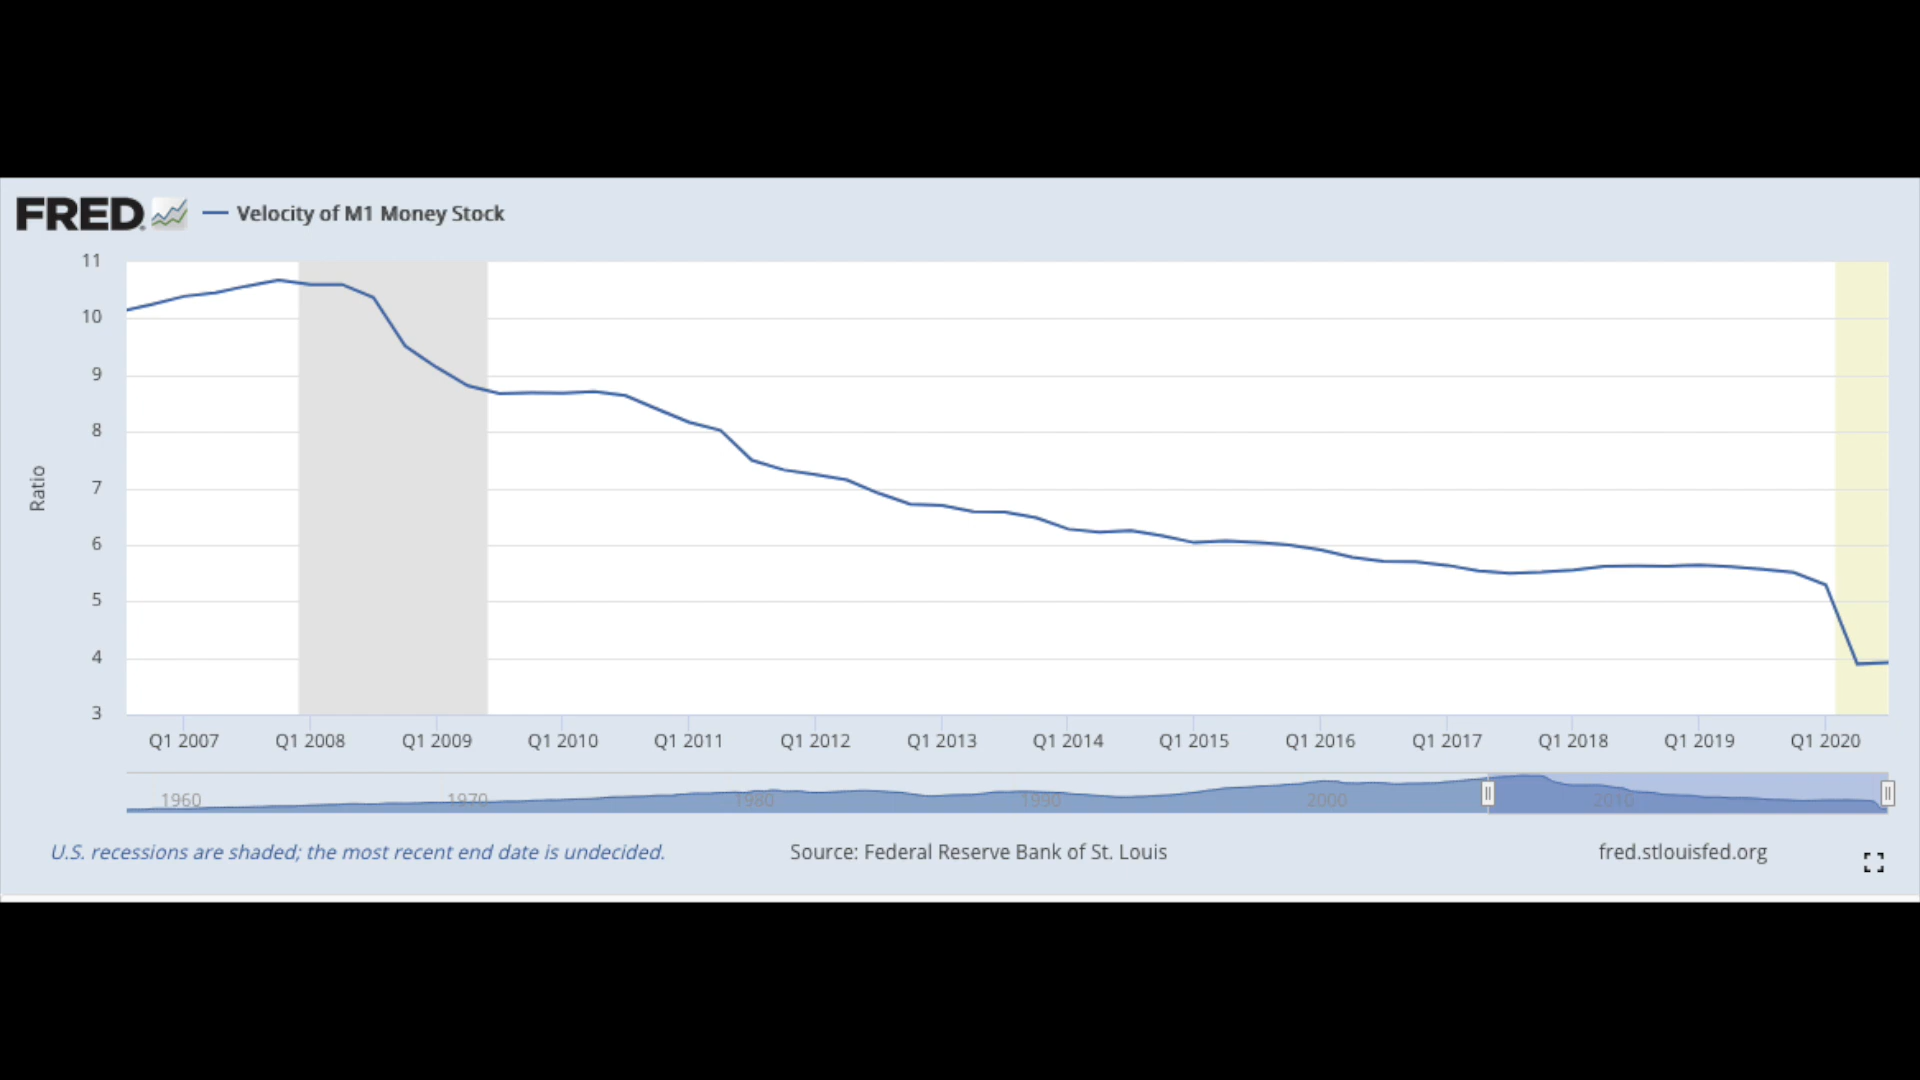 FRED Velocity of M1 Money Stock
11
10
9
8
7
6
5
4
3
Ratio
Q1 2007 Q1 2008 Q1 2009 Q1 2010 Q1 2011 Q1 2012 Q1 2013 Q1 2014 Q1 2015 Q1 2016 Q1 2017 Q1 2018 Q1 2019 Q1 2020
1960 1970 1980 1990 2000 2010
U.S. recessions are shaded; the most recent end date is undecided. Source: Federal Reserve Bank of St. Louis fred.stlouisfed.org